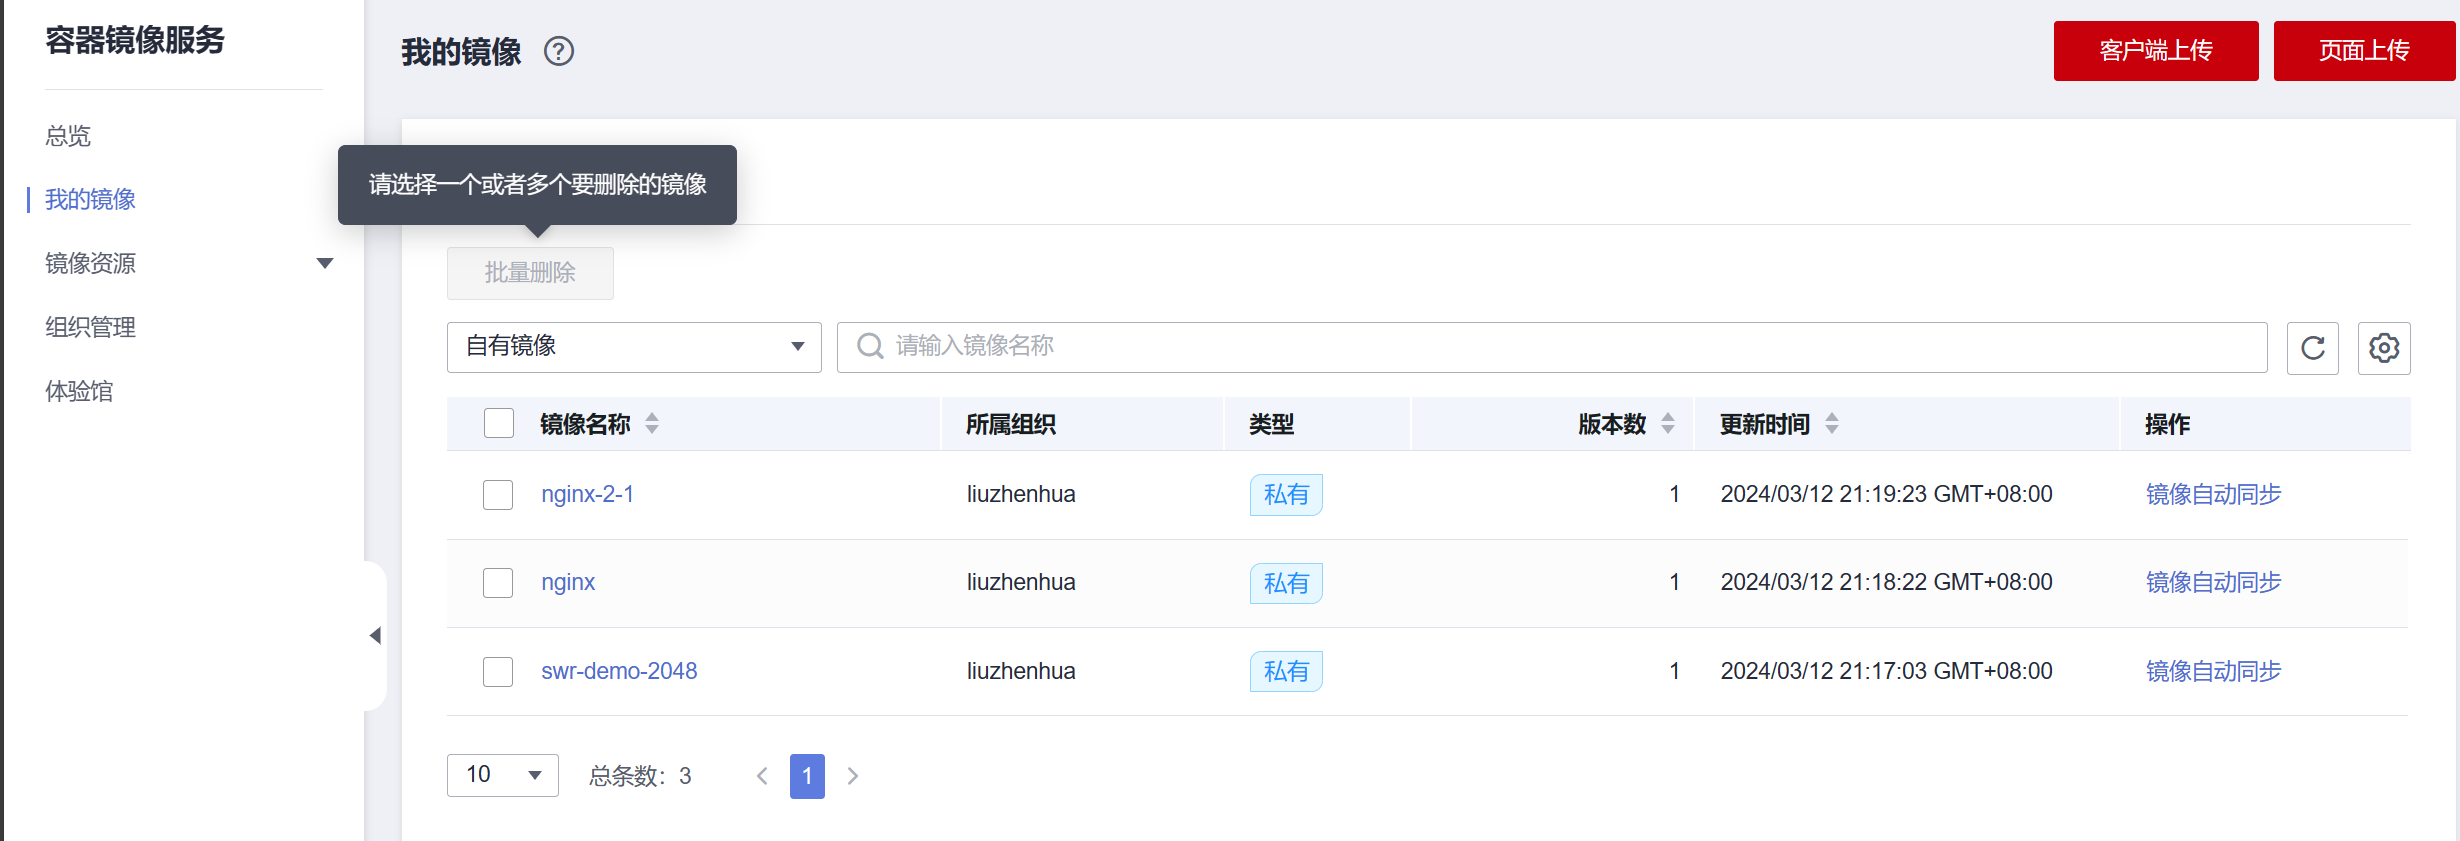 容器镜像服务
总览
我的镜像
镜像资源
组织管理
体验馆
我的镜像 ?
客户端上传 页面上传
请选择一个或者多个要删除的镜像
批量删除
自有镜像 请输入镜像名称
镜像名称 所属组织 类型 版本数 更新时间 操作
nginx-2-1 liuzhenhua 私有 1 2024/03/12 21:19:23 GMT+08:00 镜像自动同步
nginx liuzhenhua 私有 1 2024/03/12 21:18:22 GMT+08:00 镜像自动同步
swr-demo-2048 liuzhenhua 私有 1 2024/03/12 21:17:03 GMT+08:00 镜像自动同步
10 总条数：3 1